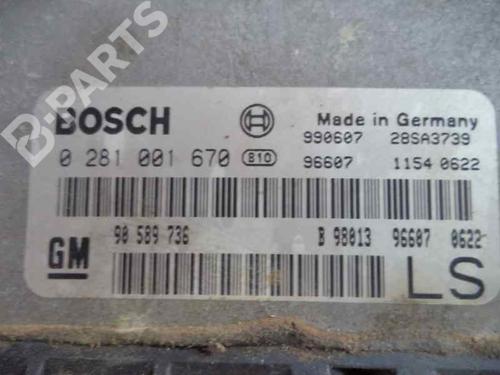 B-PARTS
BOSCH
Made in Germany
990607 28SA3739
0 281 001 670 810
96607 1154 0622
GM
90 589 736
B 98013 96607 0622
LS